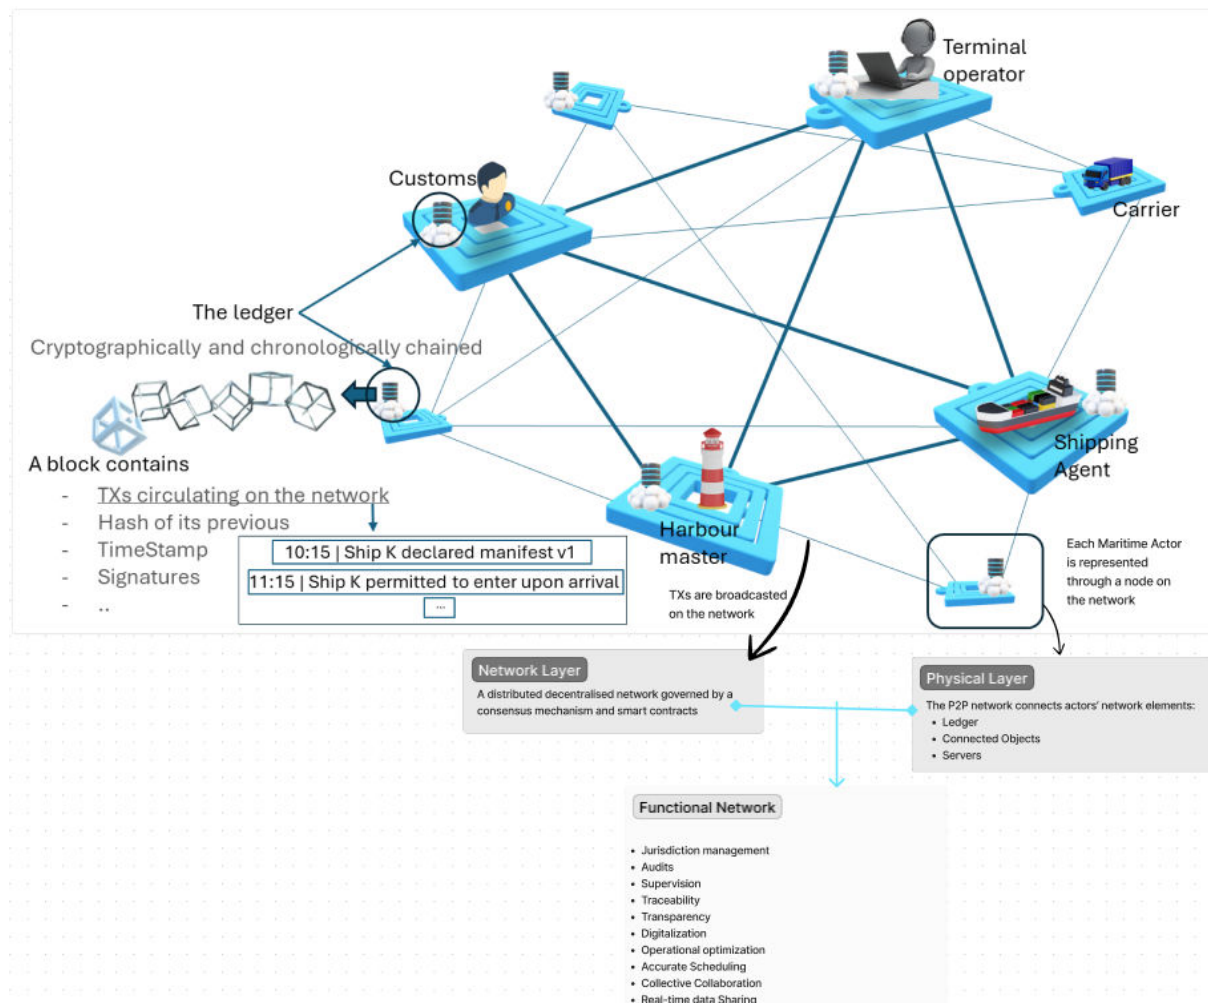 Terminal
operator
Customs
Carrier
The ledger
Cryptographically and chronologically chained
Shipping
Agent
A block contains
- TXs circulating on the network
- Hash of its previous
- TimeStamp
- Signatures
- ..
10:15 | Ship K declared manifest v1
11:15 | Ship K permitted to enter upon arrival
...
Harbour
master
TXs are broadcasted
on the network
Each Maritime Actor
is represented
through a node on
the network
Network Layer
A distributed decentralised network governed by a
consensus mechanism and smart contracts
Physical Layer
The P2P network connects actors' network elements:
• Ledger
• Connected Objects
• Servers
Functional Network
• Jurisdiction management
• Audits
• Supervision
• Traceability
• Transparency
• Digitalization
• Operational optimization
• Accurate Scheduling
• Collective Collaboration
• Real-time data Sharing